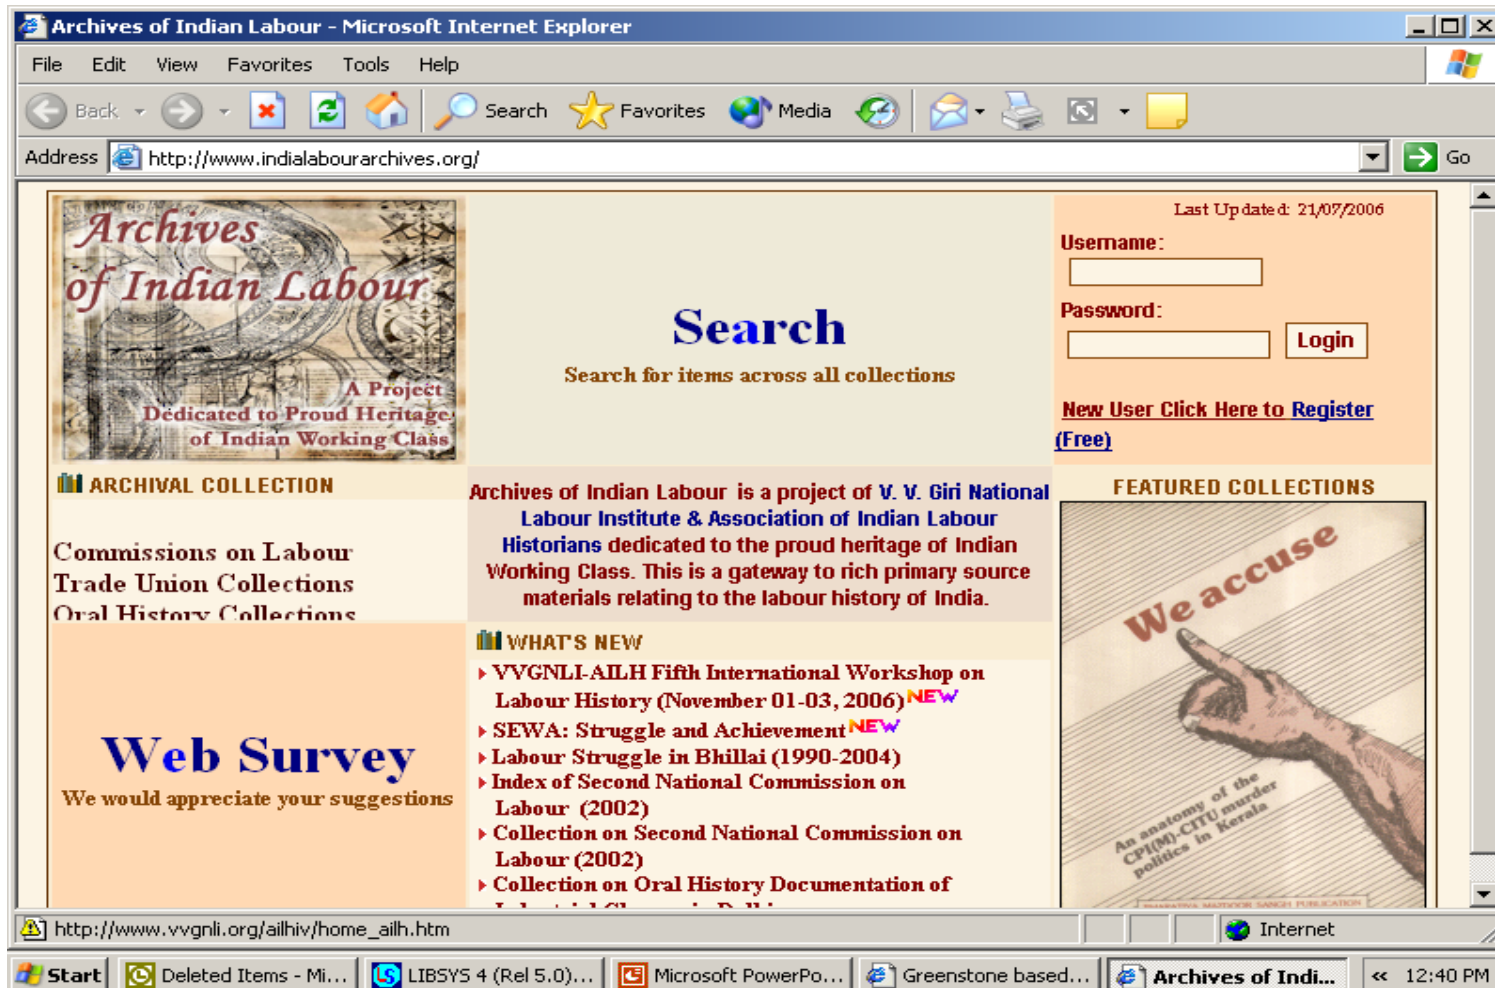 Archives of Indian Labour - Microsoft Internet Explorer
File Edit View Favorites Tools Help
Back Search Favorites Media
Address http://www.indialabourarchives.org/ Go
Archives
of Indian Labour
A Project
Dedicated to Proud Heritage
of Indian Working Class
Search
Search for items across all collections
Last Updated: 21/07/2006
Username:
Password:
Login
New User Click Here to Register
(Free)
ARCHIVAL COLLECTION
Commissions on Labour
Trade Union Collections
Oral History Collections
Web Survey
We would appreciate your suggestions
Archives of Indian Labour is a project of V. V. Giri National
Labour Institute & Association of Indian Labour
Historians dedicated to the proud heritage of Indian
Working Class. This is a gateway to rich primary source
materials relating to the labour history of India.
WHAT'S NEW
VVGNLI-AILH Fifth International Workshop on
Labour History (November 01-03, 2006) NEW
SEWA: Struggle and Achievement NEW
Labour Struggle in Bhillai (1990-2004)
Index of Second National Commission on
Labour (2002)
Collection on Second National Commission on
Labour (2002)
Collection on Oral History Documentation of
FEATURED COLLECTIONS
We accuse
An anatomy of the
CPI(M)-CITU murder
politics in Kerala
BHARATIYA MAZDOOR SANGH PUBLICATION
http://www.vvgnli.org/ailhiv/home_ailh.htm
Internet
Start Deleted Items - Mi... LIBSYS 4 (Rel 5.0)... Microsoft PowerPo... Greenstone based... Archives of Indi... « 12:40 PM